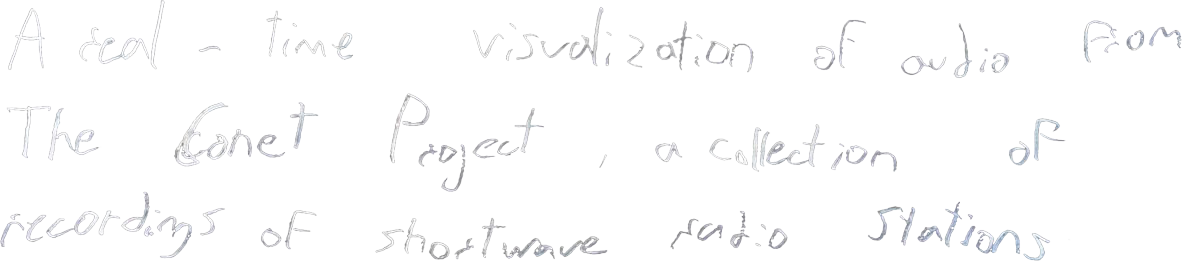 A real-time visualization of audio from
The Conet Project, a collection of
recordings of shortwave radio stations